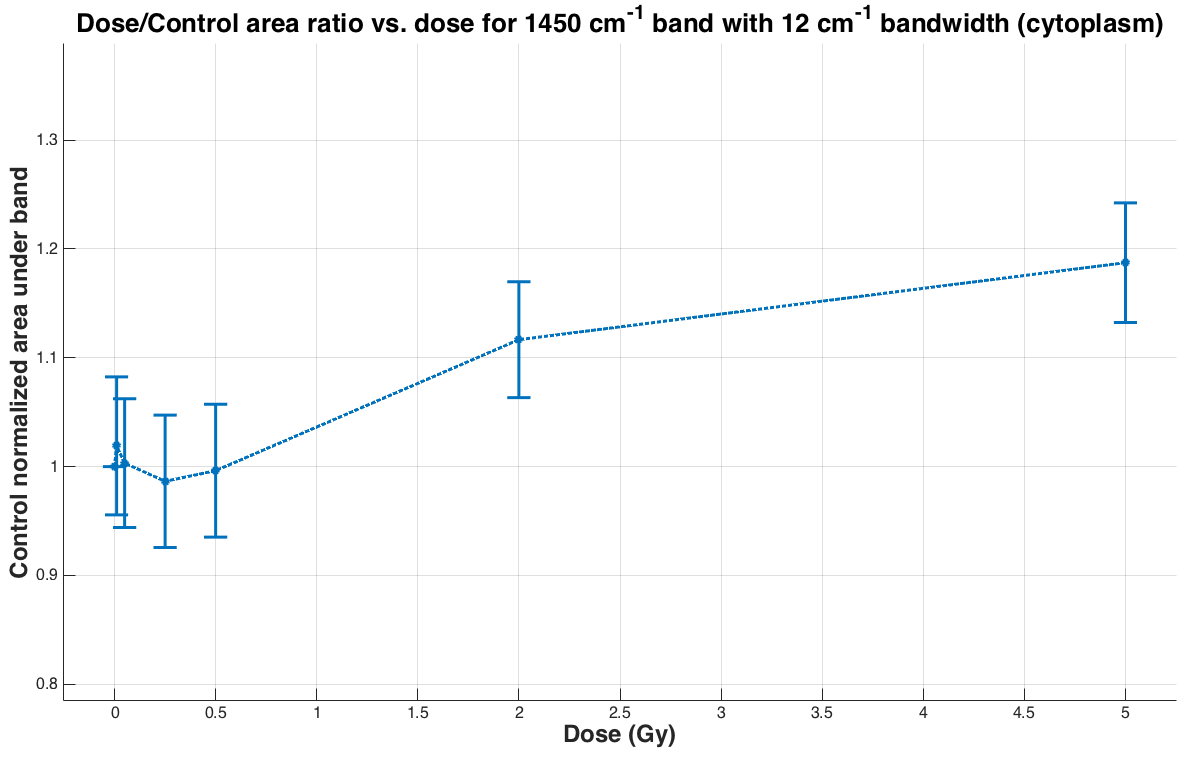 Dose/Control area ratio vs. dose for 1450 cm⁻¹ band with 12 cm⁻¹ bandwidth (cytoplasm)
Control normalized area under band
1.3
1.2
1.1
1
0.9
0.8
0 0.5 1 1.5 2 2.5 3 3.5 4 4.5 5
Dose (Gy)